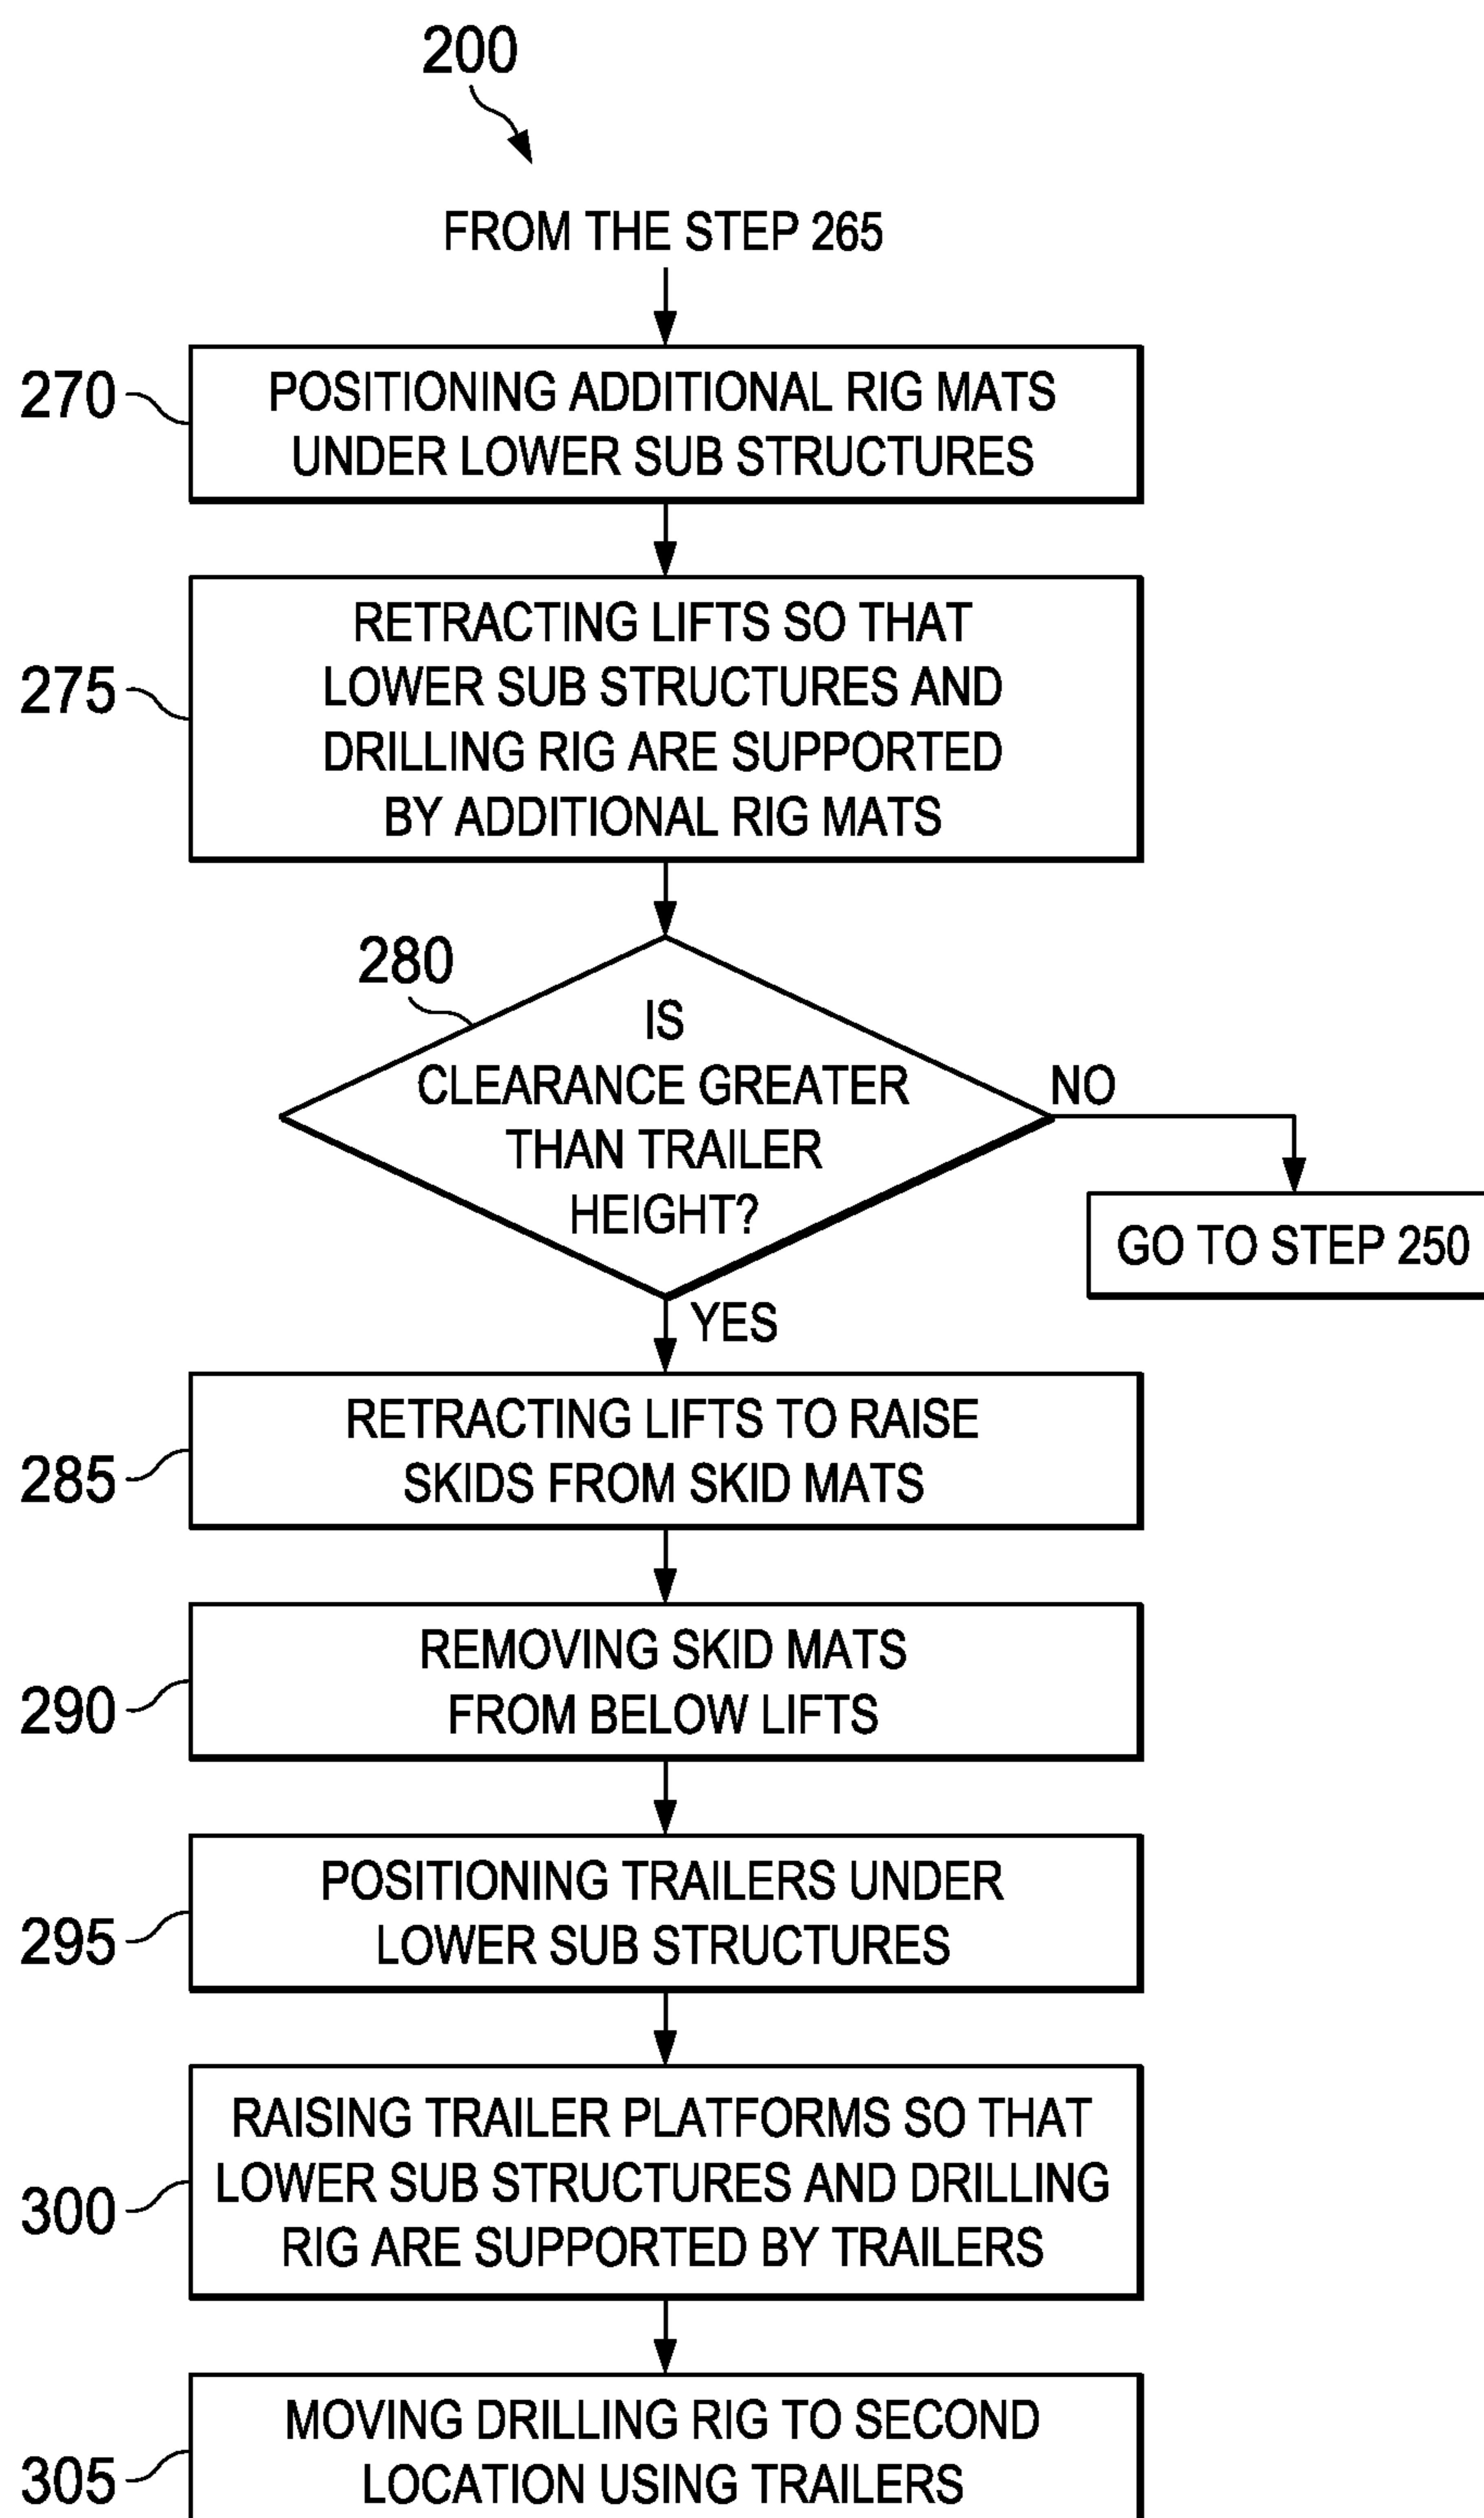 200
FROM THE STEP 265
270
POSITIONING ADDITIONAL RIG MATS
UNDER LOWER SUB STRUCTURES
275
RETRACTING LIFTS SO THAT
LOWER SUB STRUCTURES AND
DRILLING RIG ARE SUPPORTED
BY ADDITIONAL RIG MATS
280
IS
CLEARANCE GREATER
THAN TRAILER
HEIGHT?
NO
GO TO STEP 250
YES
285
RETRACTING LIFTS TO RAISE
SKIDS FROM SKID MATS
290
REMOVING SKID MATS
FROM BELOW LIFTS
295
POSITIONING TRAILERS UNDER
LOWER SUB STRUCTURES
300
RAISING TRAILER PLATFORMS SO THAT
LOWER SUB STRUCTURES AND DRILLING
RIG ARE SUPPORTED BY TRAILERS
305
MOVING DRILLING RIG TO SECOND
LOCATION USING TRAILERS